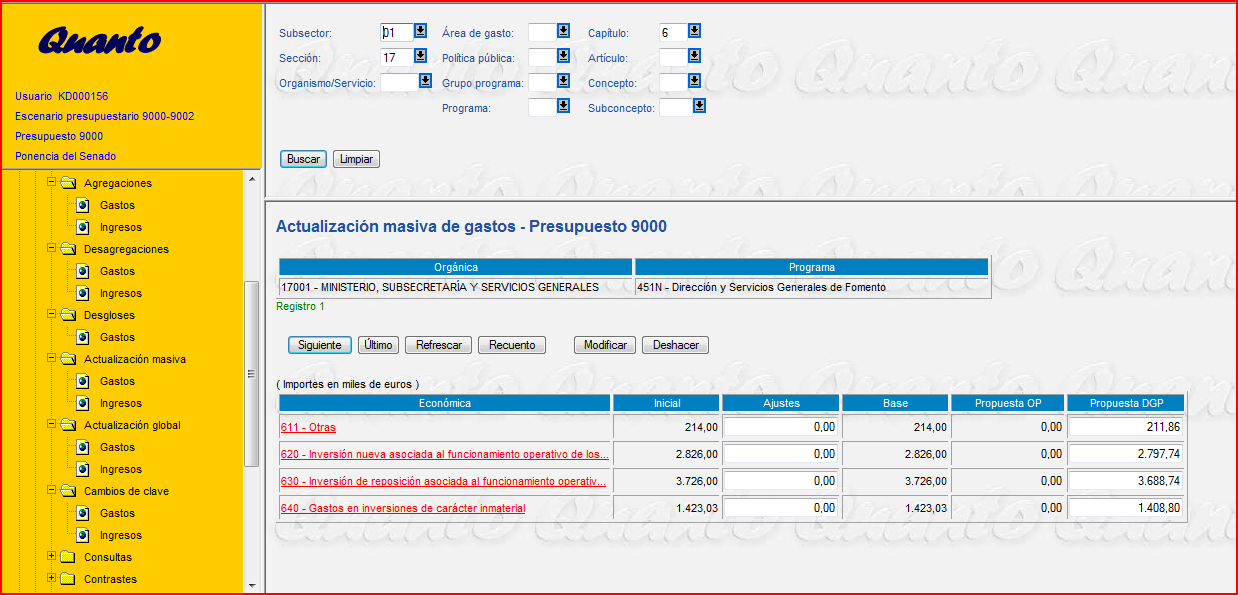 Quanto
Usuario KD000156
Escenario presupuestario 9000-9002
Presupuesto 9000
Ponencia del Senado
Agregaciones
Gastos
Ingresos
Desagregaciones
Gastos
Ingresos
Desgloses
Gastos
Actualización masiva
Gastos
Ingresos
Actualización global
Gastos
Ingresos
Cambios de clave
Gastos
Ingresos
Consultas
Contrastes
Subsector: 01 Área de gasto: Capítulo: 6
Sección: 17 Política pública: Artículo:
Organismo/Servicio: Grupo programa: Concepto:
Programa: Subconcepto:
Buscar Limpiar
Actualización masiva de gastos - Presupuesto 9000
Orgánica Programa
17001 - MINISTERIO, SUBSECRETARÍA Y SERVICIOS GENERALES 451N - Dirección y Servicios Generales de Fomento
Registro 1
Siguiente Último Refrescar Recuento Modificar Deshacer
( Importes en miles de euros )
Económica Inicial Ajustes Base Propuesta OP Propuesta DGP
611 - Otras 214,00 0,00 214,00 0,00 211,86
620 - Inversión nueva asociada al funcionamiento operativo de los... 2.826,00 0,00 2.826,00 0,00 2.797,74
630 - Inversión de reposición asociada al funcionamiento operativ... 3.726,00 0,00 3.726,00 0,00 3.688,74
640 - Gastos en inversiones de carácter inmaterial 1.423,03 0,00 1.423,03 0,00 1.408,80